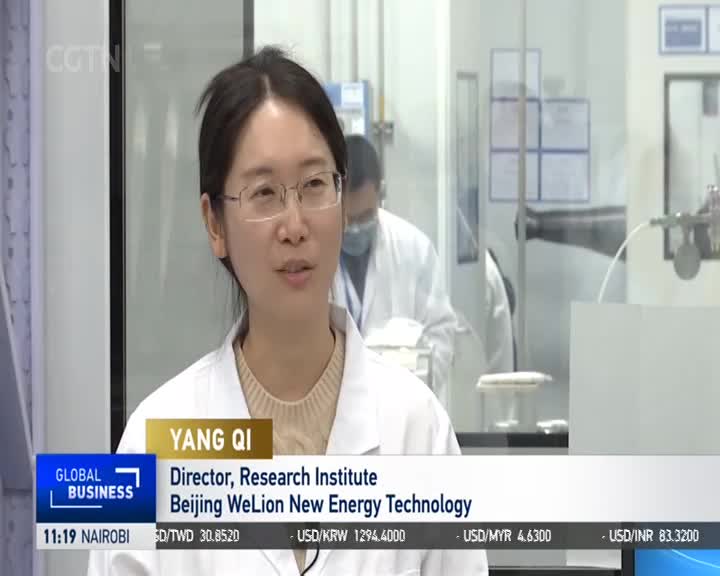 CGTN
YANG QI
Director, Research Institute
Beijing WeLion New Energy Technology
GLOBAL
BUSINESS
11:19 NAIROBI
SD/TWD 30.8520 - USD/KRW 1294.4000 - USD/MYR 4.6300 - USD/INR 83.3200